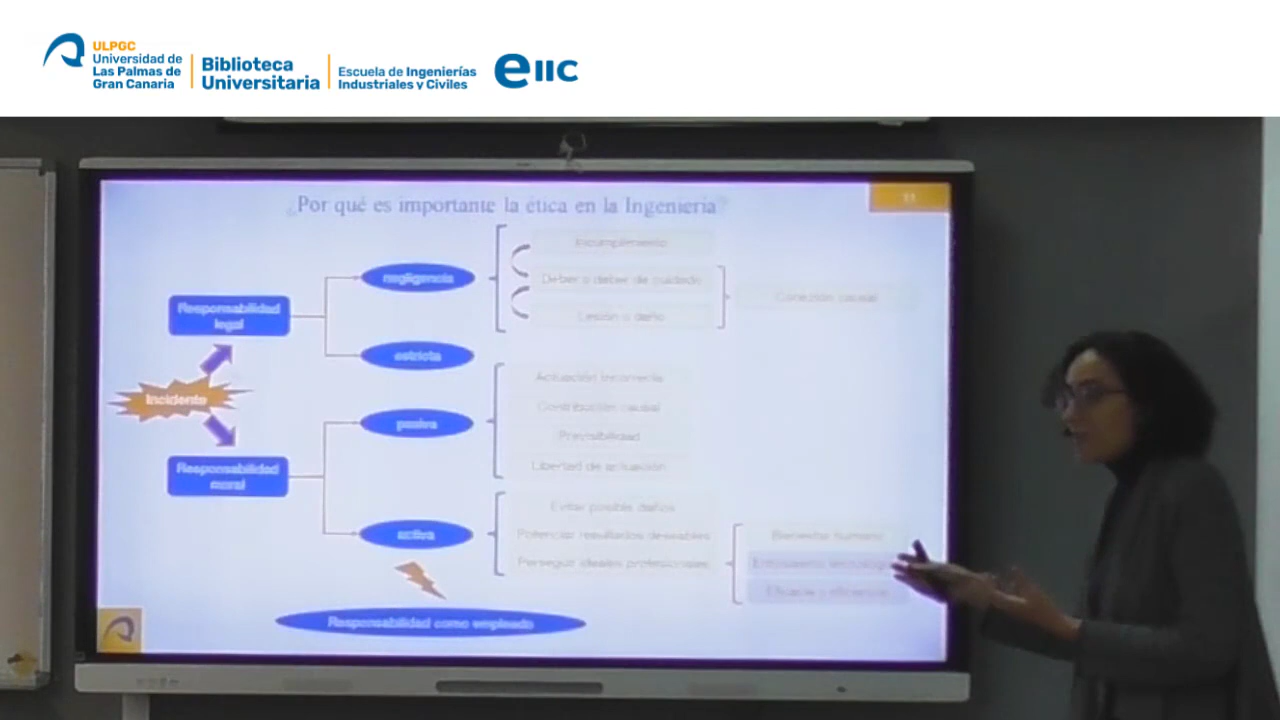 ULPGC
Universidad de
Las Palmas de
Gran Canaria
Biblioteca
Universitaria
Escuela de Ingenierías
Industriales y Civiles
eiic
¿Por qué es importante la ética en la Ingeniería?
11
Incumplimiento
negligencia
Deber o deber de cuidado
Conexión causal
Responsabilidad
legal
Lesión o daño
estricta
Actuación incorrecta
Incidente
Contribución causal
pasiva
Previsibilidad
Responsabilidad
moral
Libertad de actuación
Evitar posibles daños
activa
Potenciar resultados deseables
Bienestar humano
Perseguir ideales profesionales
Entusiasmo
Eficacia y eficiencia
Responsabilidad como empleado